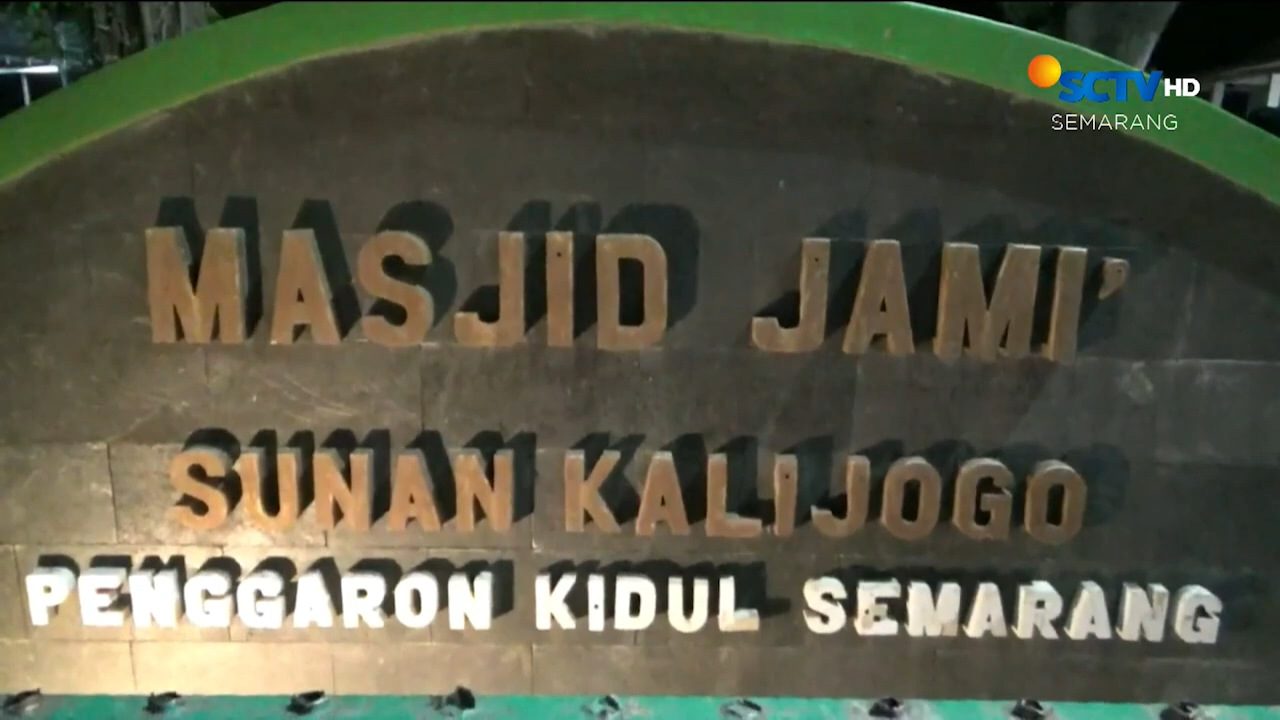 SCTV HD
SEMARANG
MASJID JAMI'
SUNAN KALIJOGO
PENGGARON KIDUL SEMARANG